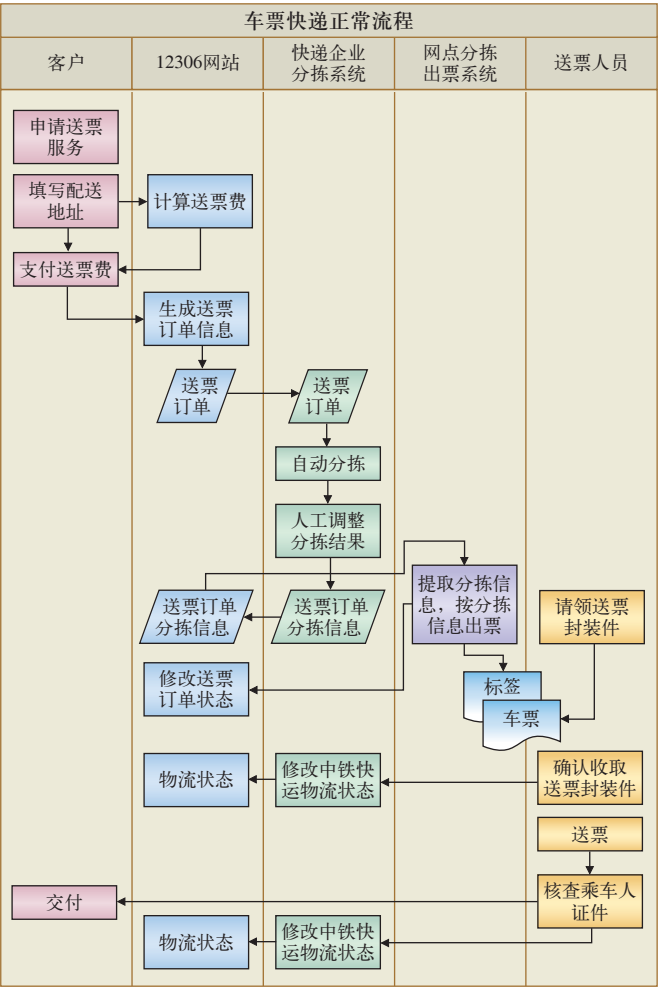 车票快递正常流程
客户
12306网站
快递企业
分拣系统
网点分拣
出票系统
送票人员
申请送票
服务
填写配送
地址
计算送票费
支付送票费
生成送票
订单信息
送票
订单
送票
订单
自动分拣
人工调整
分拣结果
送票订单
分拣信息
送票订单
分拣信息
提取分拣信
息，按分拣
信息出票
请领送票
封装件
修改送票
订单状态
标签
车票
物流状态
修改中铁快
运物流状态
确认收取
送票封装件
送票
交付
核查乘车人
证件
物流状态
修改中铁快
运物流状态